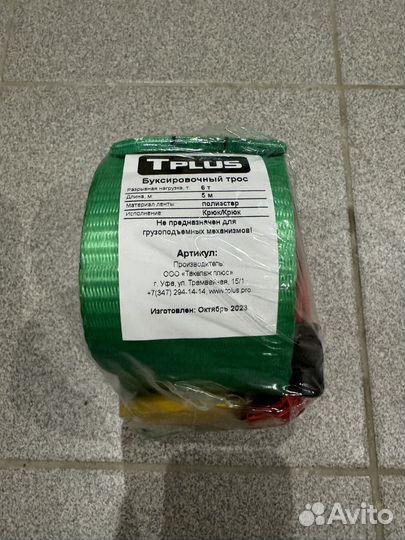 TPLUS
Буксировочный трос
Разрывная нагрузка, т. 6 т
Длина, м 5 м
Материал ленты полиэстер
Исполнение Крюк/Крюк
Не предназначен для
грузоподъемных механизмов!
Артикул:
Производитель:
ООО «Такелаж плюс»
г. Уфа, ул. Трамвайная, 15/1
+7(347) 294-14-14, www.tplus.pro
Изготовлен: Октябрь 2023
Avito